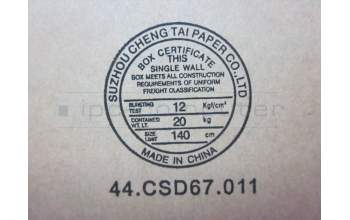 SUZHOU CHENG TAI PAPER CO.,LTD
BOX CERTIFICATE
THIS
SINGLE WALL
BOX MEETS ALL CONSTRUCTION
REQUIREMENTS OF UNIFORM
FREIGHT CLASSIFICATION
BURSTING TEST 12 Kgf/cm²
CONTAINED WT. LT. 20 kg
SIZE LIMIT 140 cm
MADE IN CHINA
44.CSD67.011